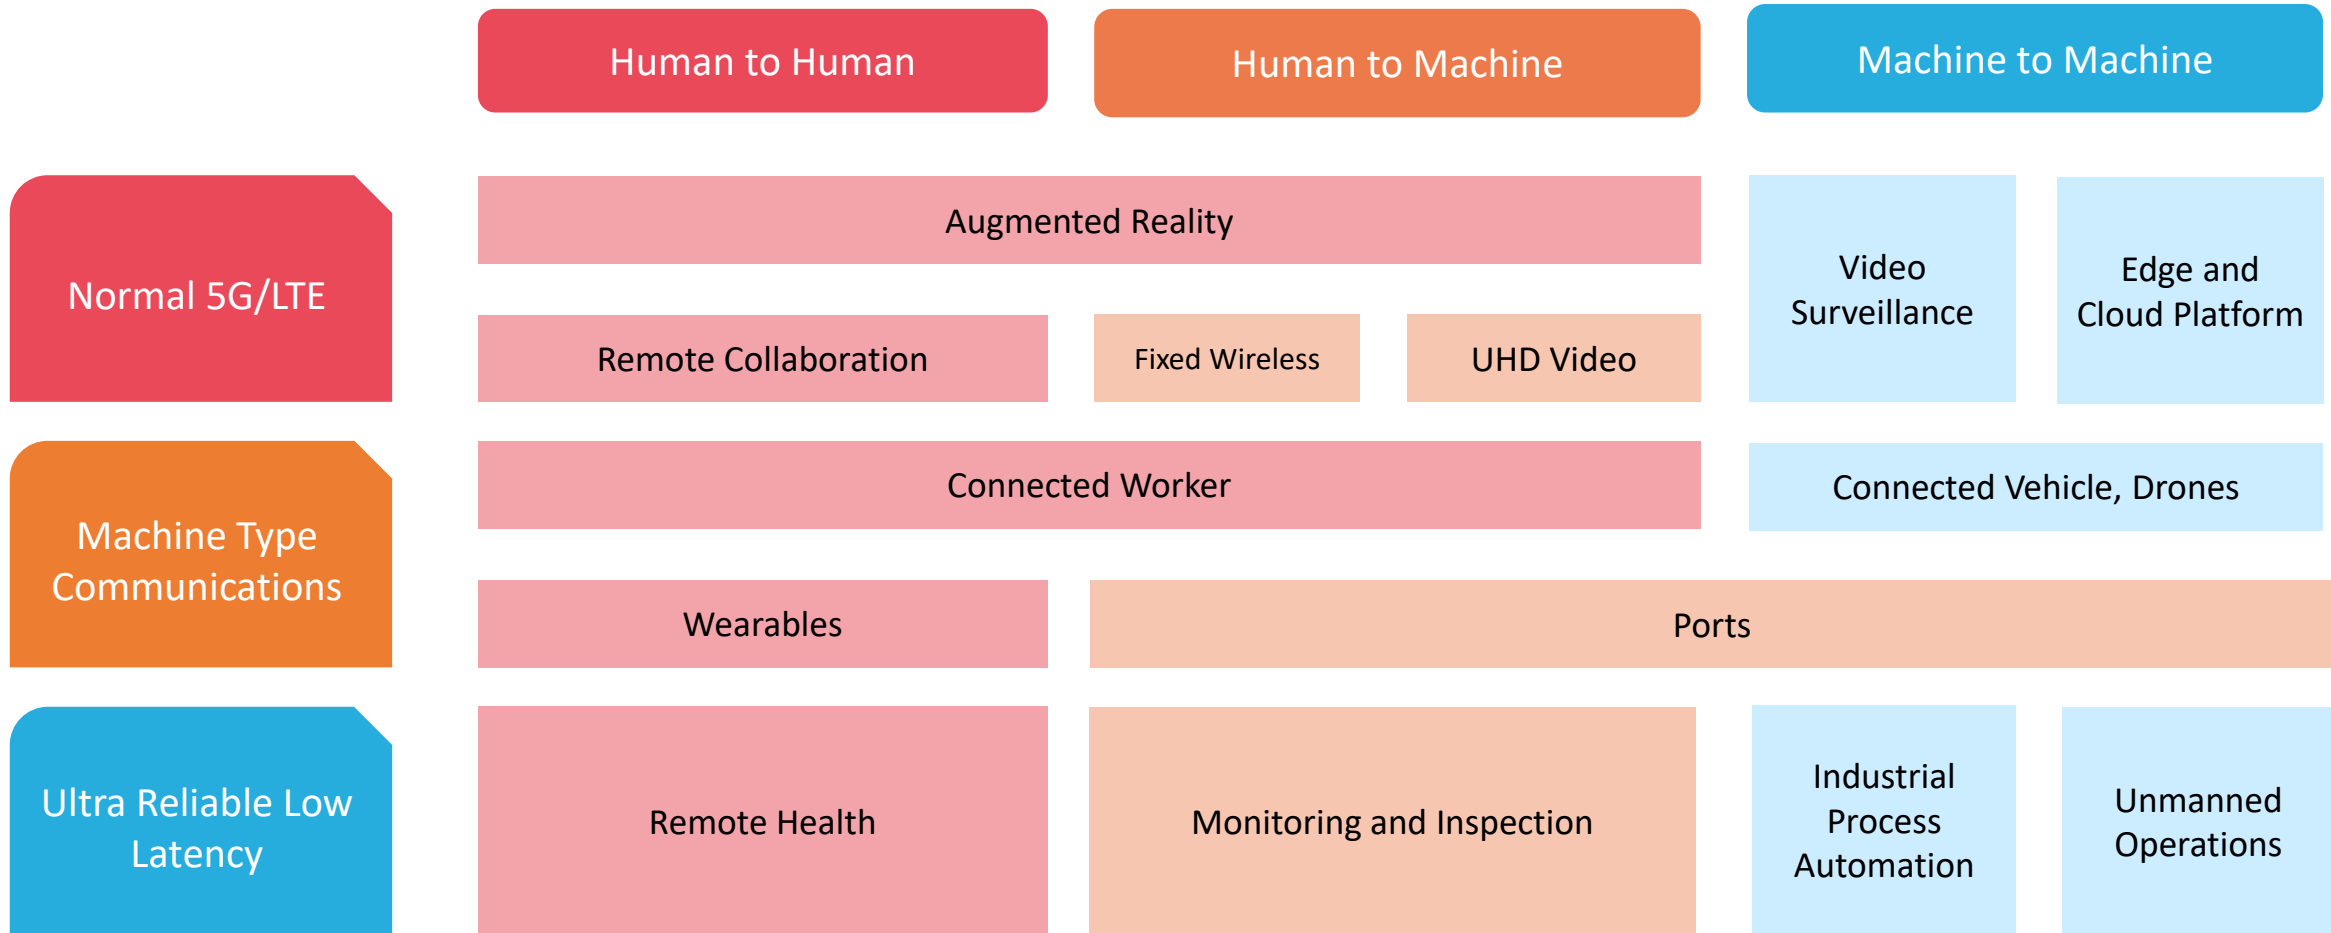 Human to Human
Human to Machine
Machine to Machine
Normal 5G/LTE
Augmented Reality
Video
Surveillance
Edge and
Cloud Platform
Remote Collaboration
Fixed Wireless
UHD Video
Machine Type
Communications
Connected Worker
Connected Vehicle, Drones
Wearables
Ports
Ultra Reliable Low
Latency
Remote Health
Monitoring and Inspection
Industrial
Process
Automation
Unmanned
Operations